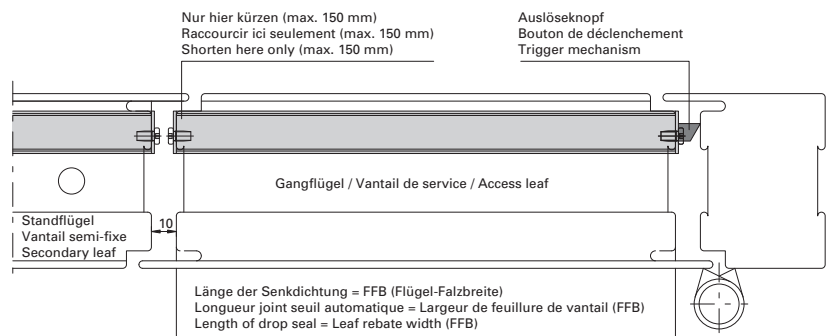 Nur hier kürzen (max. 150 mm)
Raccourcir ici seulement (max. 150 mm)
Shorten here only (max. 150 mm)
Auslöseknopf
Bouton de déclenchement
Trigger mechanism
Gangflügel / Vantail de service / Access leaf
Standflügel
Vantail semi-fixe
Secondary leaf
10
Länge der Senkdichtung = FFB (Flügel-Falzbreite)
Longueur joint seuil automatique = Largeur de feuillure de vantail (FFB)
Length of drop seal = Leaf rebate width (FFB)